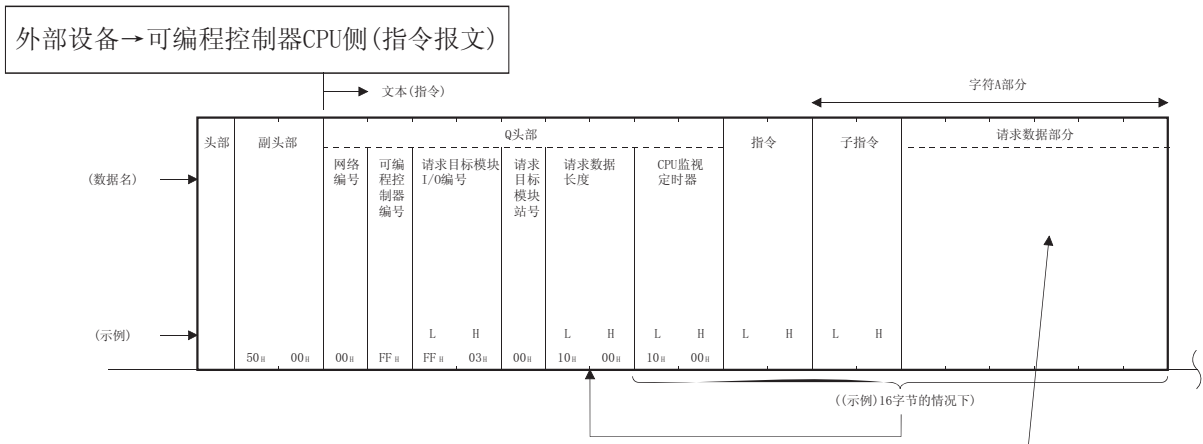 外部设备→可编程控制器CPU侧(指令报文)
文本(指令)
字符A部分
头部 副头部 Q头部 指令 子指令 请求数据部分
(数据名)
网络编号
可编程控制器编号
请求目标模块I/O编号
请求目标模块站号
请求数据长度
CPU监视定时器
(示例)
L H L H L H L H L H
50H 00H 00H FFH FFH 03H 00H 10H 00H 10H 00H
((示例)16字节的情况下)